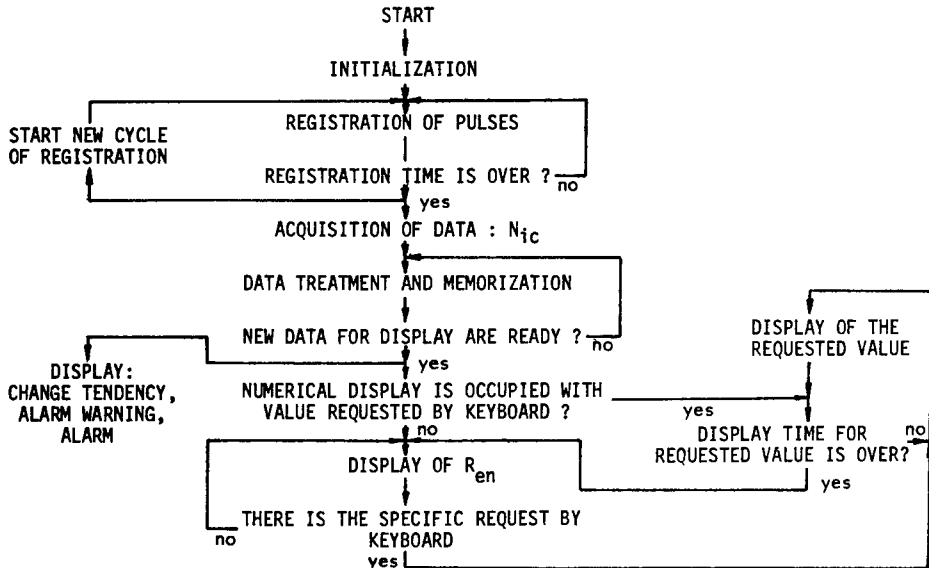 START
INITIALIZATION
REGISTRATION OF PULSES
START NEW CYCLE
OF REGISTRATION
REGISTRATION TIME IS OVER ?
no
yes
ACQUISITION OF DATA : Nic
DATA TREATMENT AND MEMORIZATION
NEW DATA FOR DISPLAY ARE READY ?
no
yes
DISPLAY OF THE
REQUESTED VALUE
DISPLAY:
CHANGE TENDENCY,
ALARM WARNING,
ALARM
NUMERICAL DISPLAY IS OCCUPIED WITH
VALUE REQUESTED BY KEYBOARD ?
yes
no
DISPLAY TIME FOR
REQUESTED VALUE IS OVER?
no
yes
DISPLAY OF Ren
THERE IS THE SPECIFIC REQUEST BY
KEYBOARD
no
yes